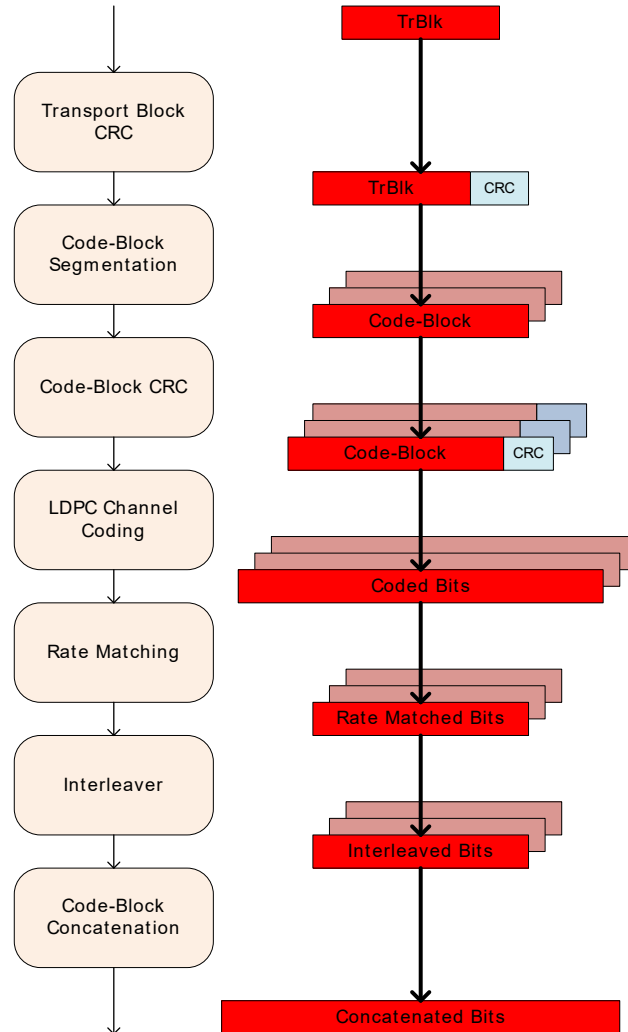 TrBlk
Transport Block
CRC
TrBlk
CRC
Code-Block
Segmentation
Code-Block
Code-Block CRC
Code-Block
CRC
LDPC Channel
Coding
Coded Bits
Rate Matching
Rate Matched Bits
Interleaver
Interleaved Bits
Code-Block
Concatenation
Concatenated Bits